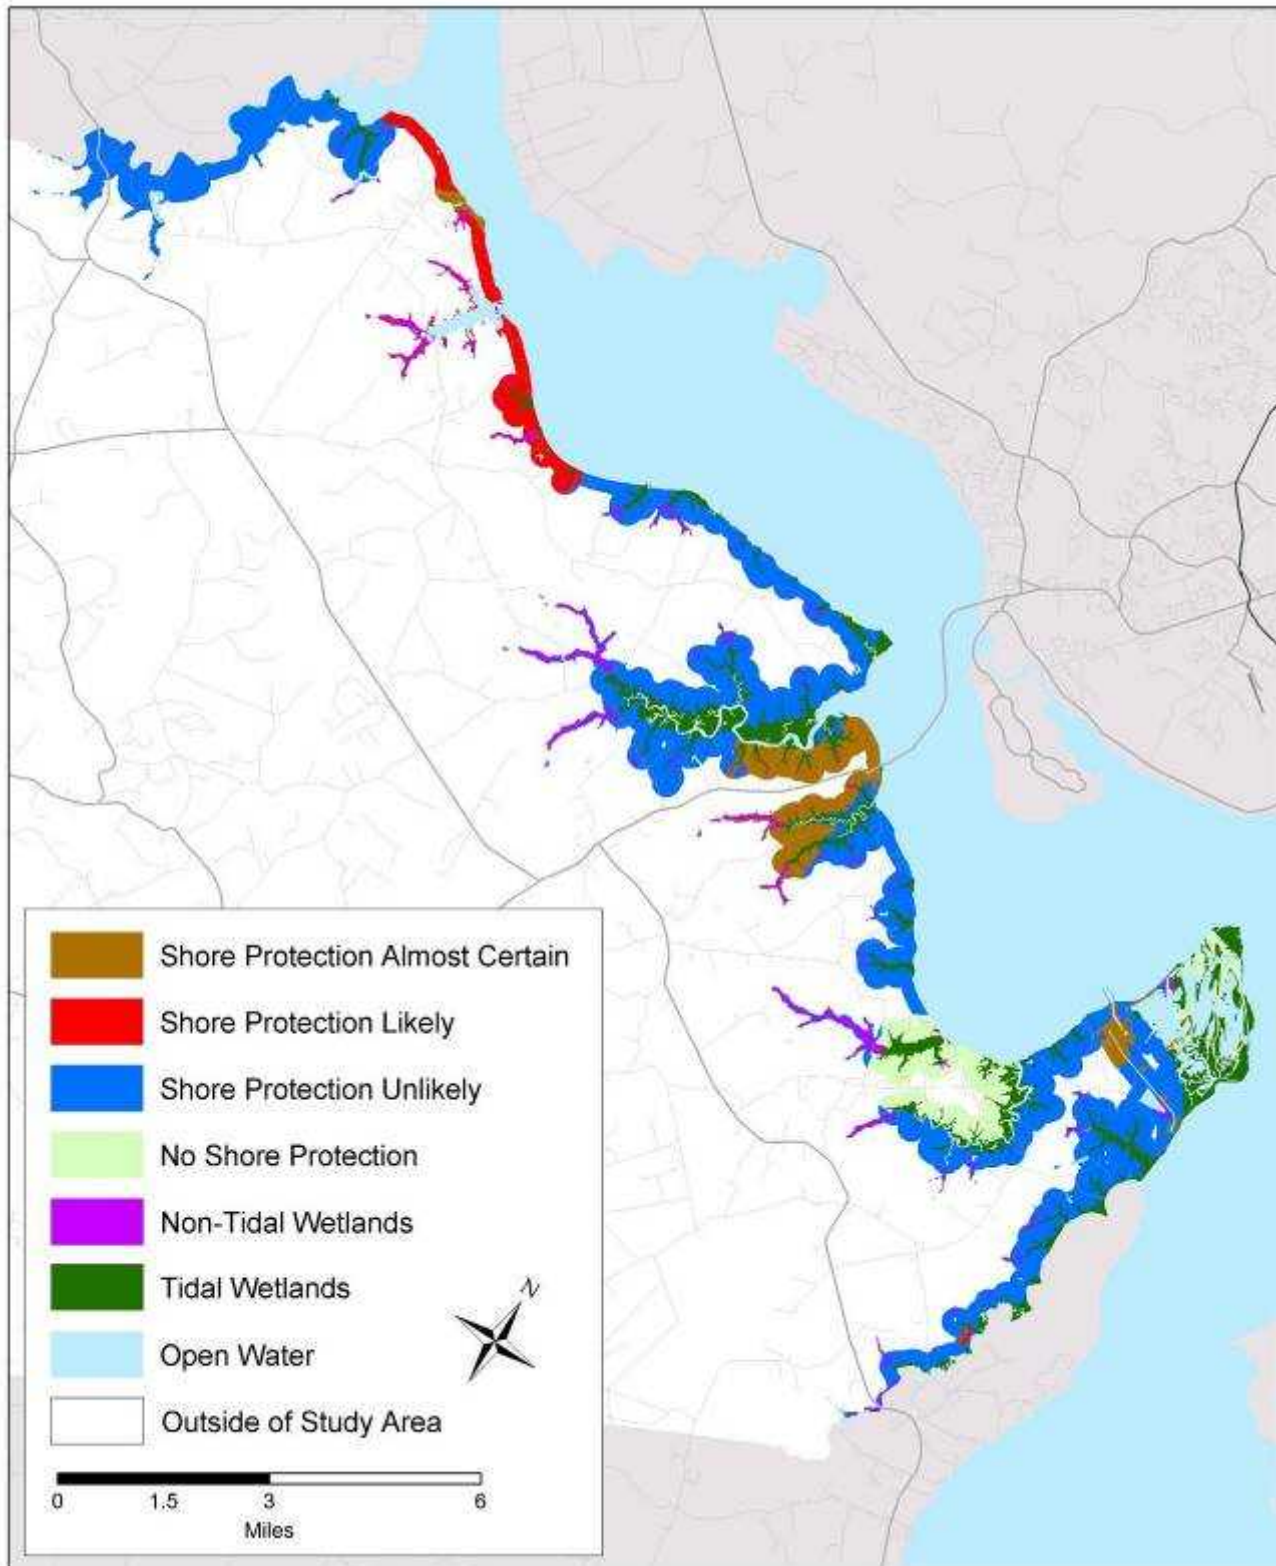 Shore Protection Almost Certain
Shore Protection Likely
Shore Protection Unlikely
No Shore Protection
Non-Tidal Wetlands
Tidal Wetlands
N
Open Water
Outside of Study Area
0 1.5 3 6
Miles